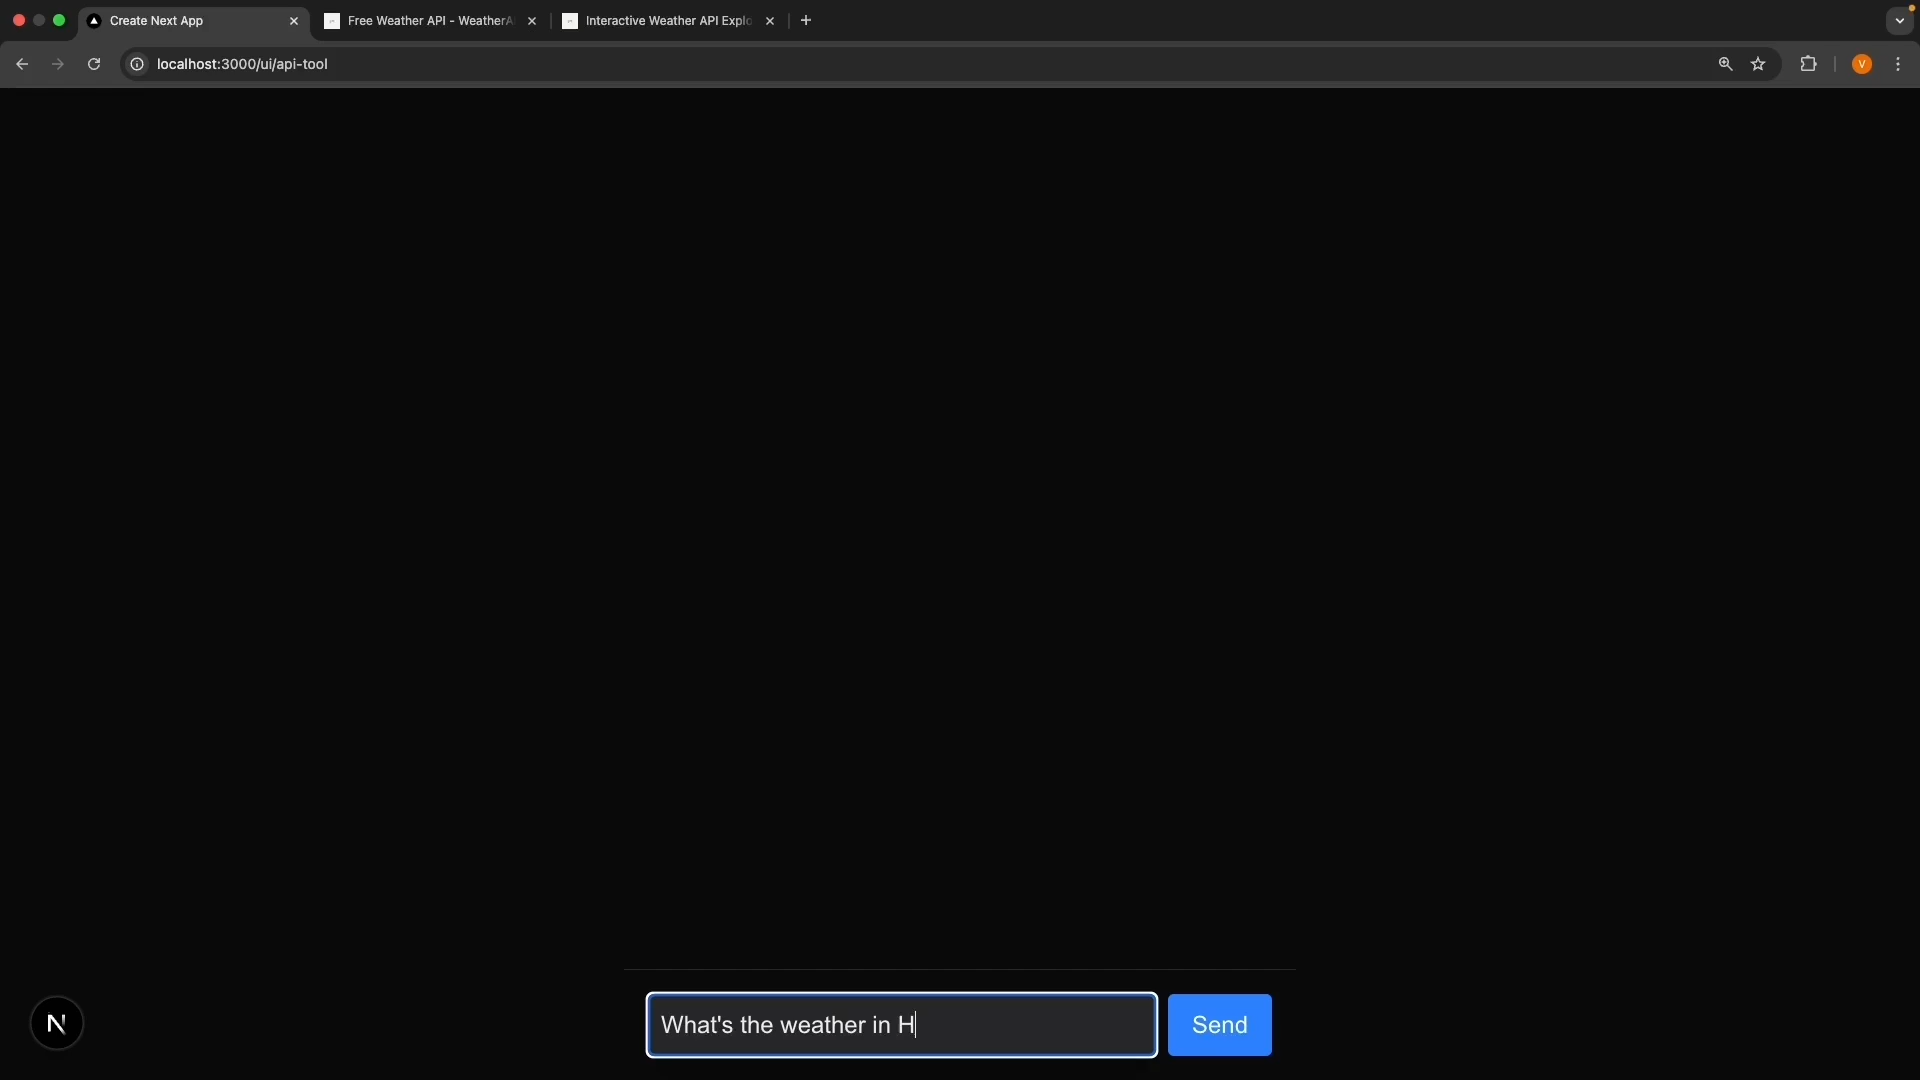 Create Next App
Free Weather API - WeatherA
Interactive Weather API Explo
localhost:3000/ui/api-tool
V
What's the weather in H
Send
N